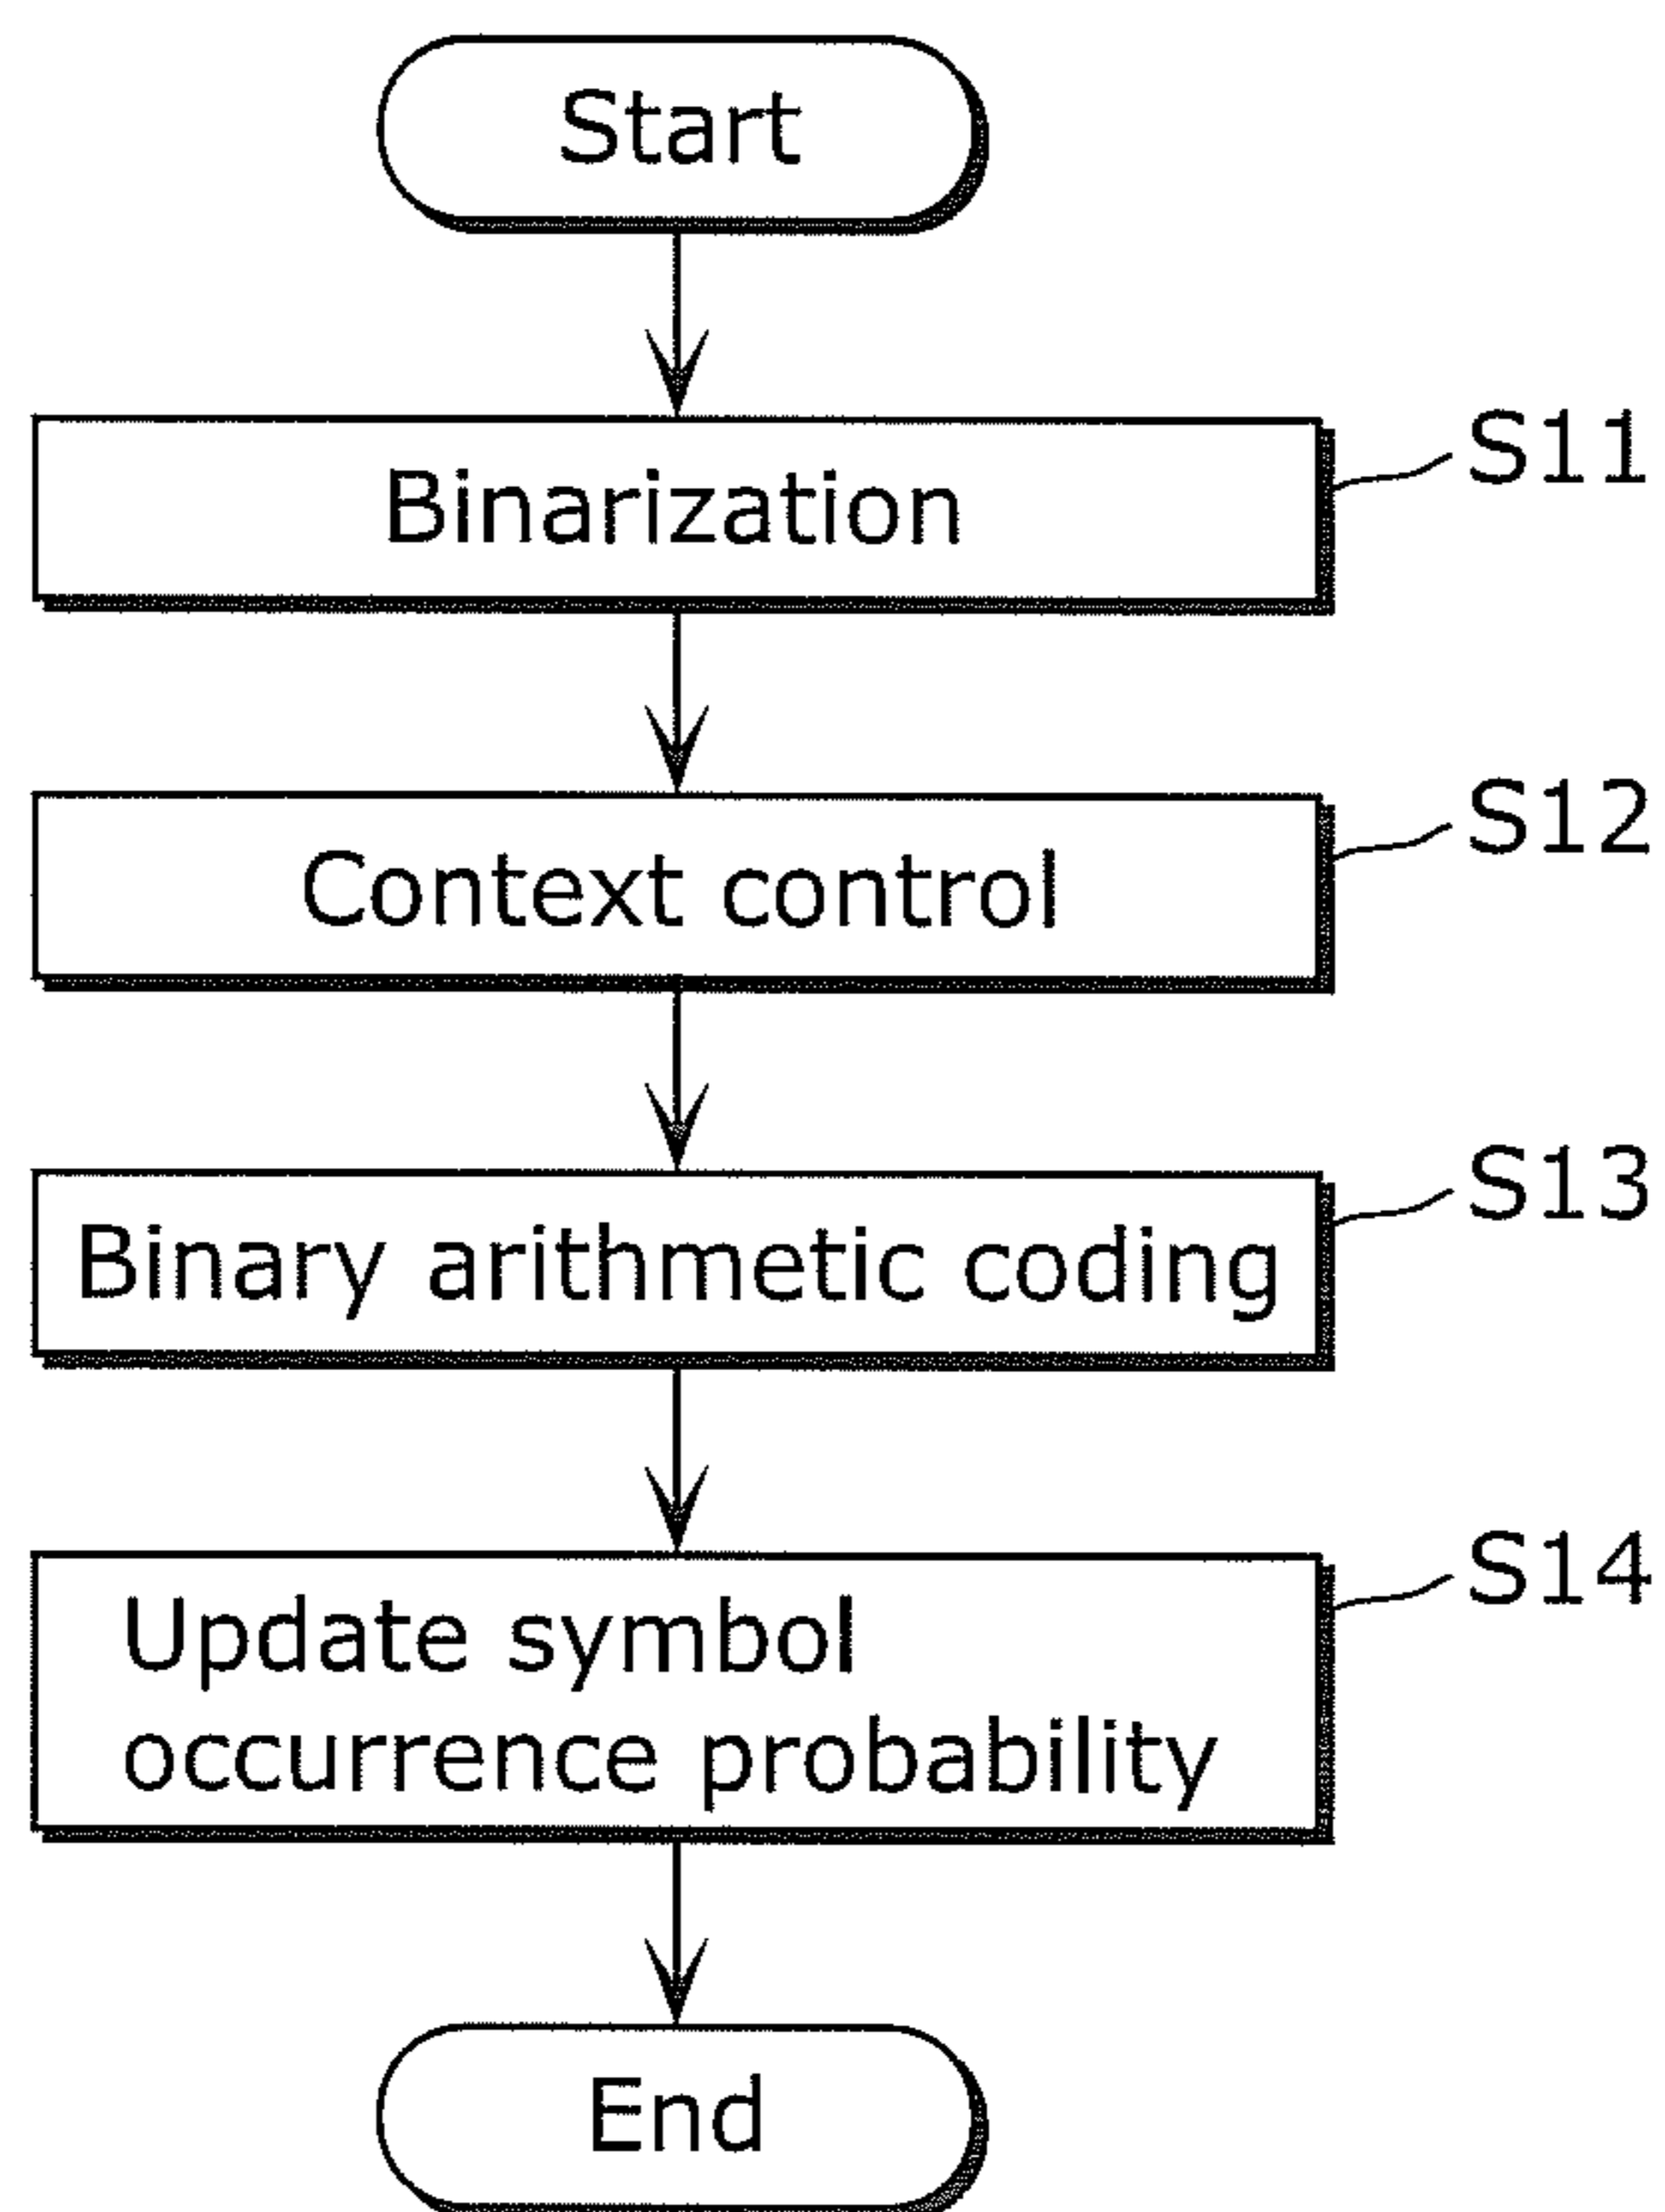 Start
Binarization
S11
Context control
S12
Binary arithmetic coding
S13
Update symbol
occurrence probability
S14
End